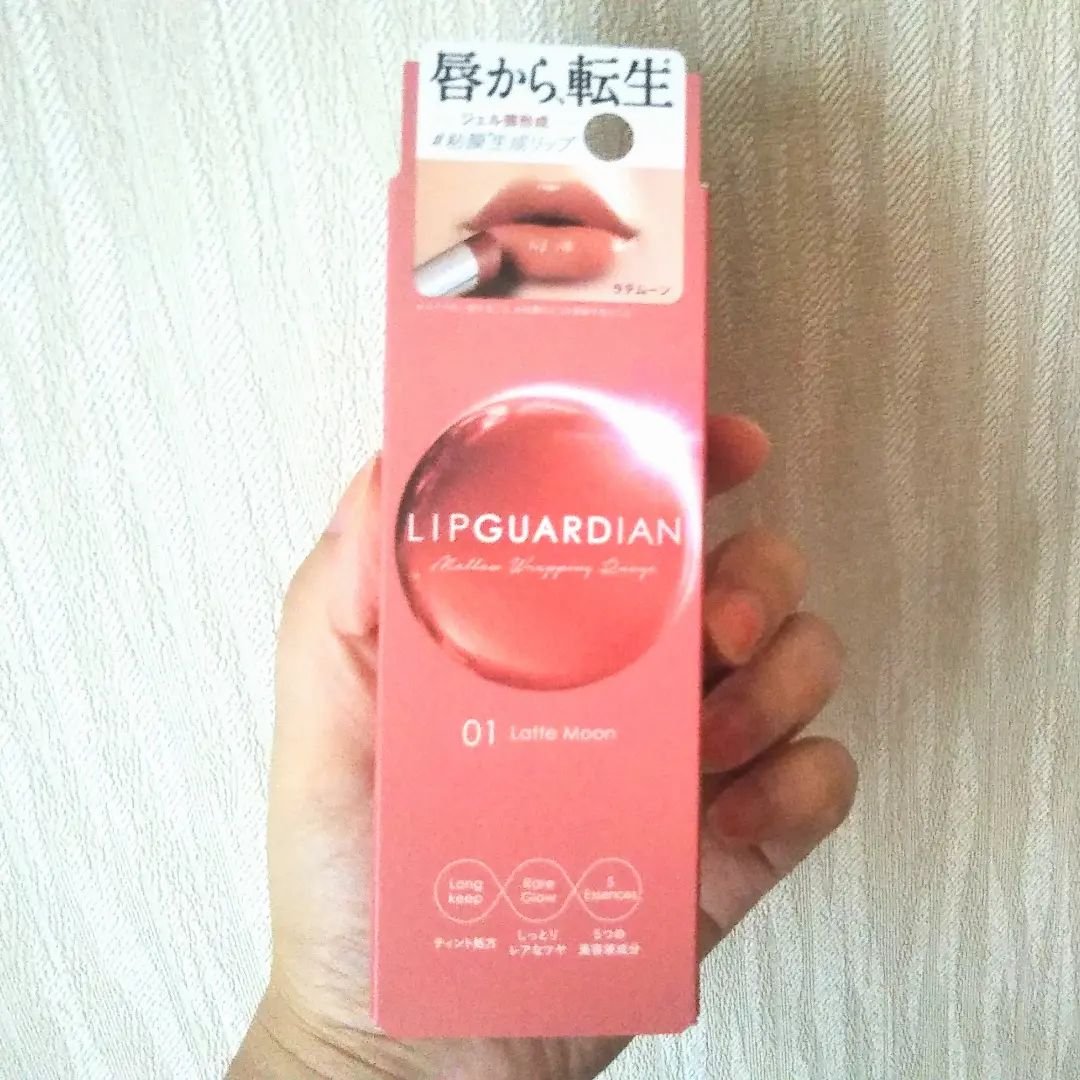 唇から、転生
ジェル膜形成
#粘膜*生成リップ
ラテムーン
LIPGUARDIAN
Mellow Wrapping Rouge
01 Latte Moon
Long keep
Rare Glow
5 Essences
ティント処方
しっとり
レアなツヤ
5つの
美容液成分